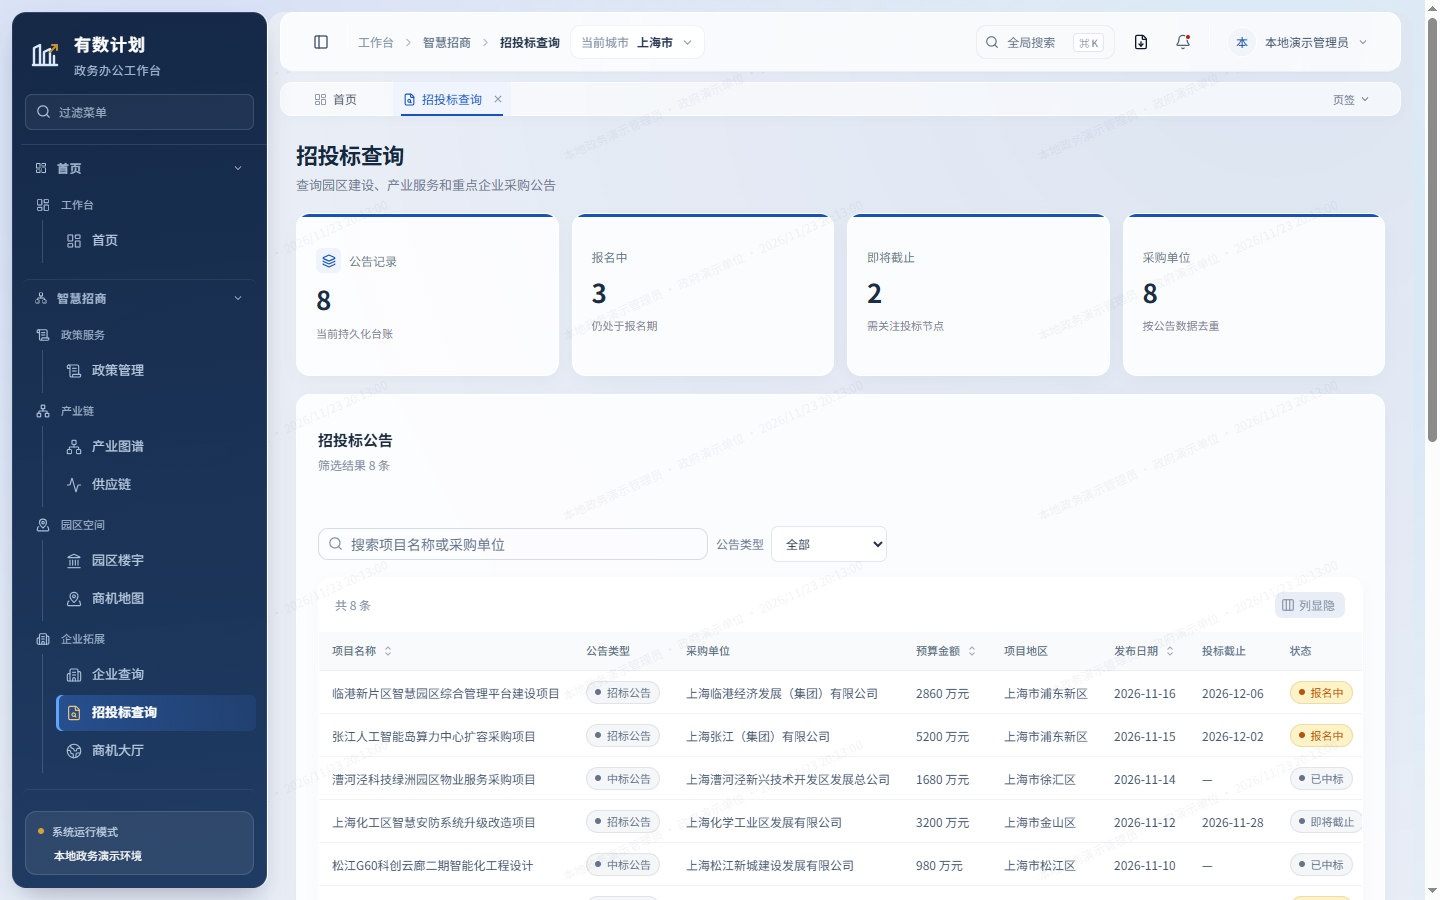 有数计划
政务办公工作台
过滤菜单
首页
工作台
首页
智慧招商
政策服务
政策管理
产业链
产业图谱
供应链
园区空间
园区楼宇
商机地图
企业拓展
企业查询
招投标查询
商机大厅
系统运行模式
本地政务演示环境
工作台 > 智慧招商 > 招投标查询 当前城市 上海市
全局搜索 ⌘K 本 本地演示管理员
首页 招投标查询 × 页签
招投标查询
查询园区建设、产业服务和重点企业采购公告
公告记录
8
当前持久化台账
报名中
3
仍处于报名期
即将截止
2
需关注投标节点
采购单位
8
按公告数据去重
招投标公告
筛选结果 8 条
搜索项目名称或采购单位 公告类型 全部
共 8 条 列显隐
项目名称 公告类型 采购单位 预算金额 项目地区 发布日期 投标截止 状态
临港新片区智慧园区综合管理平台建设项目 招标公告 上海临港经济发展（集团）有限公司 2860 万元 上海市浦东新区 2026-11-16 2026-12-06 报名中
张江人工智能岛算力中心扩容采购项目 招标公告 上海张江（集团）有限公司 5200 万元 上海市浦东新区 2026-11-15 2026-12-02 报名中
漕河泾科技绿洲园区物业服务采购项目 中标公告 上海漕河泾新兴技术开发区发展总公司 1680 万元 上海市徐汇区 2026-11-14 — 已中标
上海化工区智慧安防系统升级改造项目 招标公告 上海化学工业区发展有限公司 3200 万元 上海市金山区 2026-11-12 2026-11-28 即将截止
松江G60科创云廊二期智能化工程设计 中标公告 上海松江新城建设发展有限公司 980 万元 上海市松江区 2026-11-10 — 已中标
本地政务演示管理员 · 政府演示单位 · 2026/11/23 20:13:00